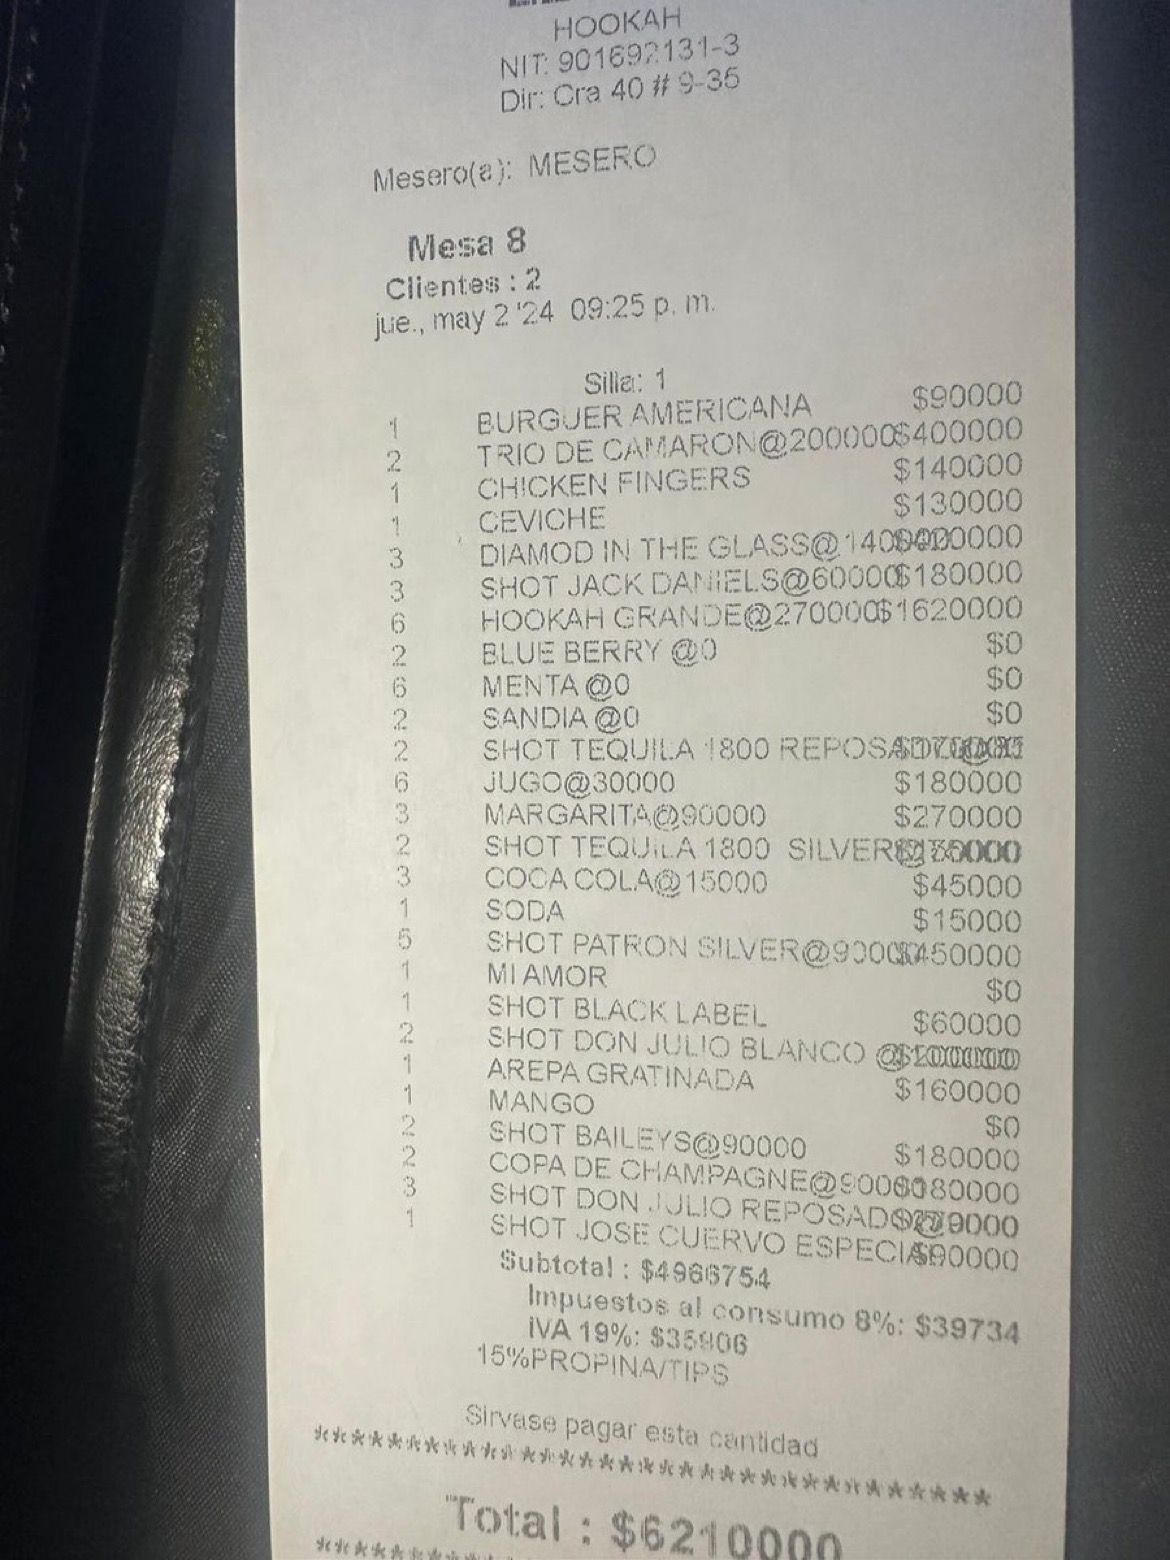 HOOKAH
NIT: 901692131-3
Dir: Cra 40 # 9-35
Mesero(a): MESERO
Mesa 8
Clientes : 2
jue., may 2 '24 09:25 p. m.
Silla: 1
1 BURGUER AMERICANA $90000
2 TRIO DE CAMARON@200000$400000
1 CHICKEN FINGERS $140000
1 CEVICHE $130000
3 DIAMOD IN THE GLASS@
3 SHOT JACK DANIELS@60000$180000
6 HOOKAH GRANDE@270000$1620000
2 BLUE BERRY @0 $0
6 MENTA @0 $0
2 SANDIA @0 $0
2 SHOT TEQUILA 1800
6 JUGO@30000 $180000
3 MARGARITA@90000 $270000
2 SHOT TEQUILA 1800 SILVER
3 COCA COLA@15000 $45000
1 SODA $15000
5 SHOT PATRON SILVER@90000$450000
1 MI AMOR $0
1 SHOT BLACK LABEL $60000
2 SHOT DON JULIO BLANCO
1 AREPA GRATINADA $160000
1 MANGO $0
2 SHOT BAILEYS@90000 $180000
2 COPA DE CHAMPAGNE
3 SHOT DON JULIO
1 SHOT JOSE CUERVO $90000
Subtotal : $4966754
Impuestos al consumo 8%: $39734
IVA 19%:
15%PROPINA/TIPS
Sirvase pagar esta cantidad
Total : $6210000